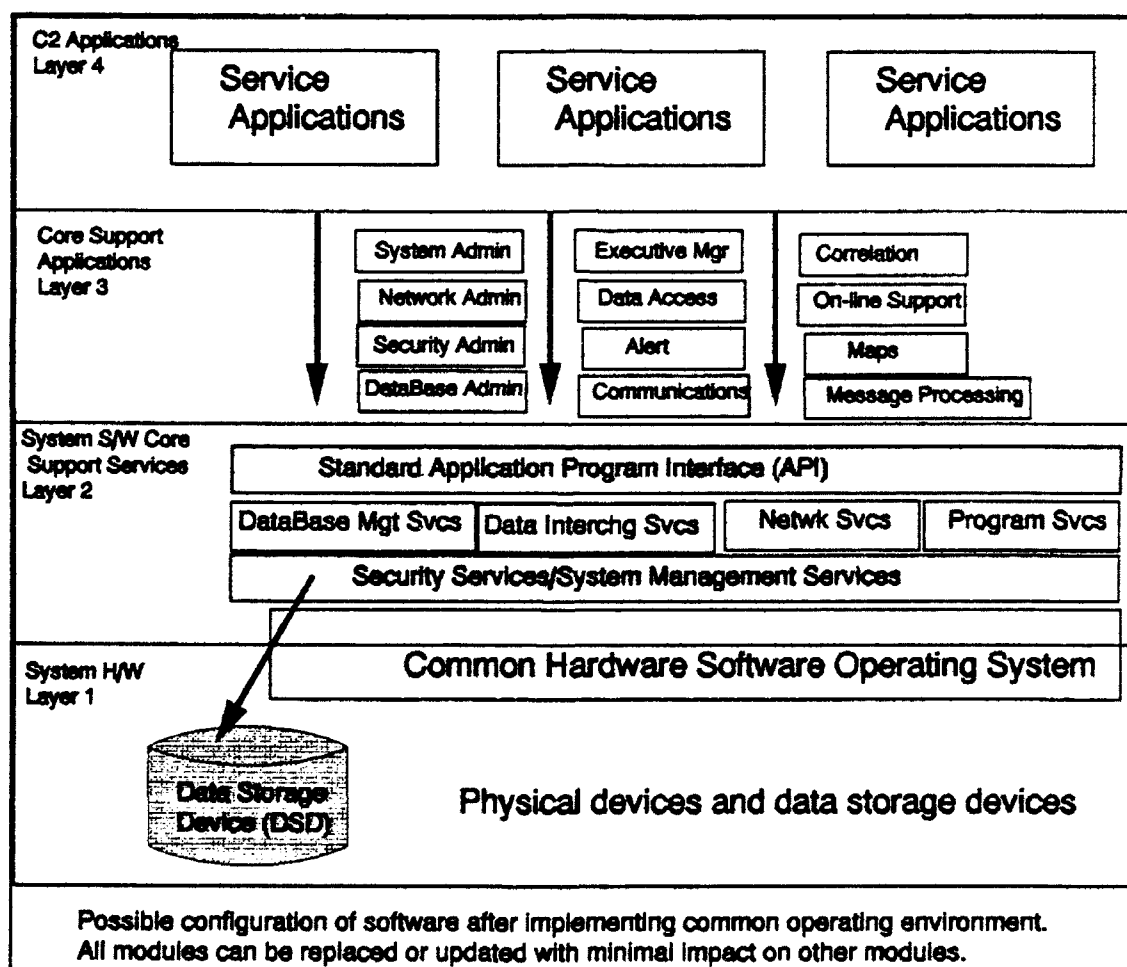 C2 Applications
Layer 4
Service
Applications
Service
Applications
Service
Applications
Core Support
Applications
Layer 3
System Admin
Network Admin
Security Admin
DataBase Admin
Executive Mgr
Data Access
Alert
Communications
Correlation
On-line Support
Maps
Message Processing
System S/W Core
Support Services
Layer 2
Standard Application Program Interface (API)
DataBase Mgt Svcs
Data Interchg Svcs
Netwk Svcs
Program Svcs
Security Services/System Management Services
Common Hardware Software Operating System
System H/W
Layer 1
Data Storage
Device (DSD)
Physical devices and data storage devices
Possible configuration of software after implementing common operating environment.
All modules can be replaced or updated with minimal impact on other modules.